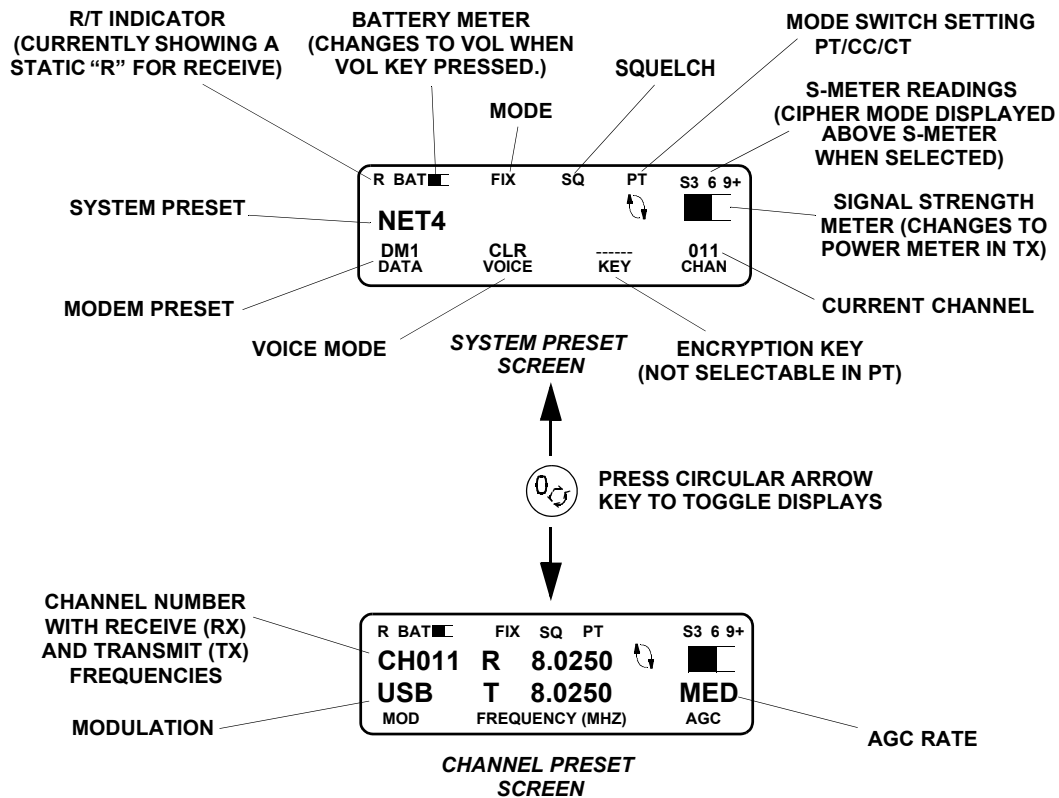 R/T INDICATOR
(CURRENTLY SHOWING A
STATIC “R” FOR RECEIVE)
BATTERY METER
(CHANGES TO VOL WHEN
VOL KEY PRESSED.)
MODE
SQUELCH
MODE SWITCH SETTING
PT/CC/CT
S-METER READINGS
(CIPHER MODE DISPLAYED
ABOVE S-METER
WHEN SELECTED)
R BAT FIX SQ PT S3 6 9+
SYSTEM PRESET
NET4
SIGNAL STRENGTH
METER (CHANGES TO
POWER METER IN TX)
DM1 CLR ------ 011
DATA VOICE KEY CHAN
MODEM PRESET
CURRENT CHANNEL
VOICE MODE
SYSTEM PRESET
SCREEN
ENCRYPTION KEY
(NOT SELECTABLE IN PT)
0
PRESS CIRCULAR ARROW
KEY TO TOGGLE DISPLAYS
CHANNEL NUMBER
WITH RECEIVE (RX)
AND TRANSMIT (TX)
FREQUENCIES
R BAT FIX SQ PT S3 6 9+
CH011 R 8.0250
USB T 8.0250 MED
MOD FREQUENCY (MHZ) AGC
MODULATION
AGC RATE
CHANNEL PRESET
SCREEN